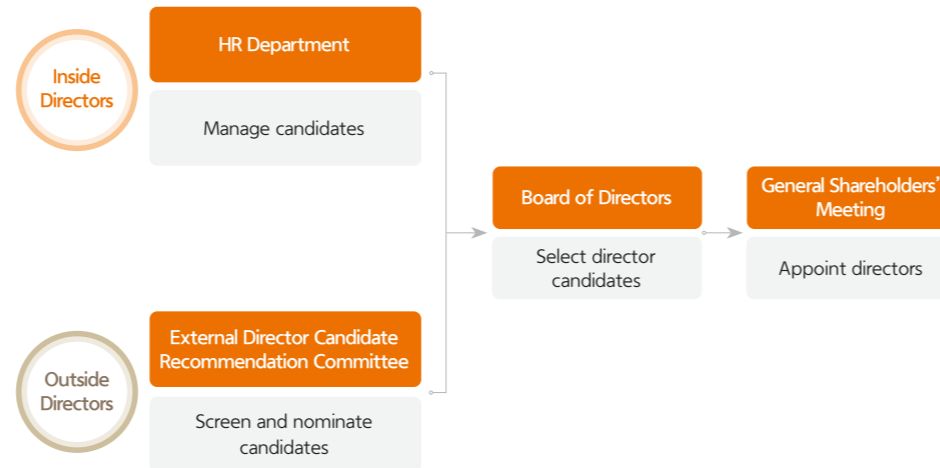 Inside
Directors
HR Department
Manage candidates
Board of Directors
Select director
candidates
General Shareholders'
Meeting
Appoint directors
Outside
Directors
External Director Candidate
Recommendation Committee
Screen and nominate
candidates